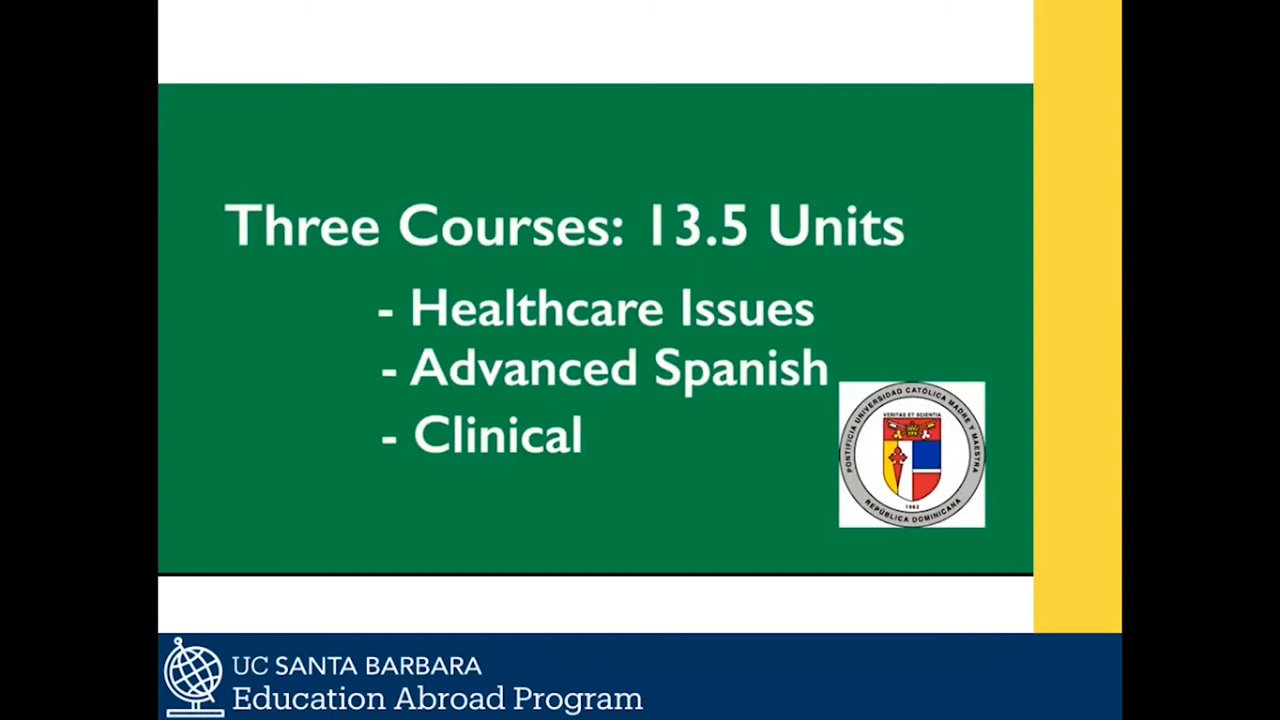 Three Courses: 13.5 Units
- Healthcare Issues
- Advanced Spanish
- Clinical
PONTIFICIA UNIVERSIDAD CATÓLICA MADRE Y MAESTRA
VERITAS ET SCIENTIA
1962
REPÚBLICA DOMINICANA
UC SANTA BARBARA
Education Abroad Program